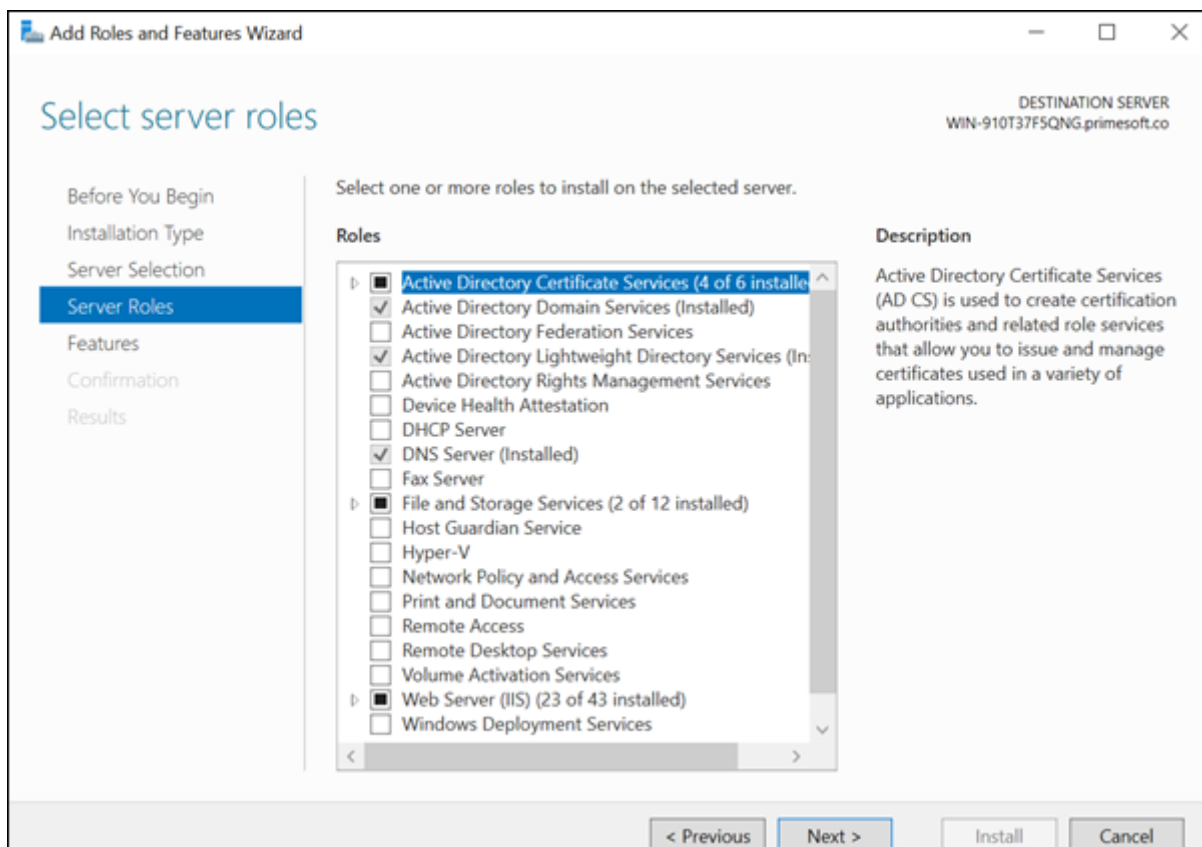 Add Roles and Features Wizard
Select server roles
DESTINATION SERVER
WIN-910T37F5QNG.primesoft.co
Before You Begin
Installation Type
Server Selection
Server Roles
Features
Confirmation
Results
Select one or more roles to install on the selected server.
Roles
Active Directory Certificate Services (4 of 6 installe
Active Directory Domain Services (Installed)
Active Directory Federation Services
Active Directory Lightweight Directory Services (In
Active Directory Rights Management Services
Device Health Attestation
DHCP Server
DNS Server (Installed)
Fax Server
File and Storage Services (2 of 12 installed)
Host Guardian Service
Hyper-V
Network Policy and Access Services
Print and Document Services
Remote Access
Remote Desktop Services
Volume Activation Services
Web Server (IIS) (23 of 43 installed)
Windows Deployment Services
Description
Active Directory Certificate Services
(AD CS) is used to create certification
authorities and related role services
that allow you to issue and manage
certificates used in a variety of
applications.
< Previous
Next >
Install
Cancel